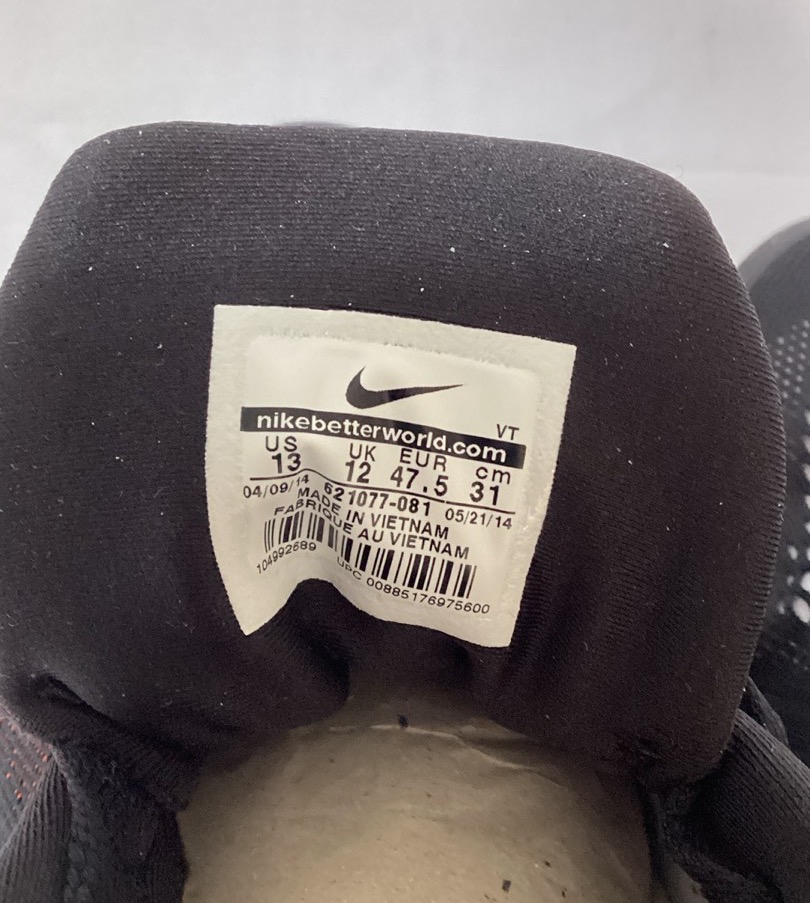 nikebetterworld.com VT
US UK EUR cm
13 12 47.5 31
04/09/14 621077-081 05/21/14
MADE IN VIETNAM
FABRIQUE AU VIETNAM
104992689 UPC 00885176975600